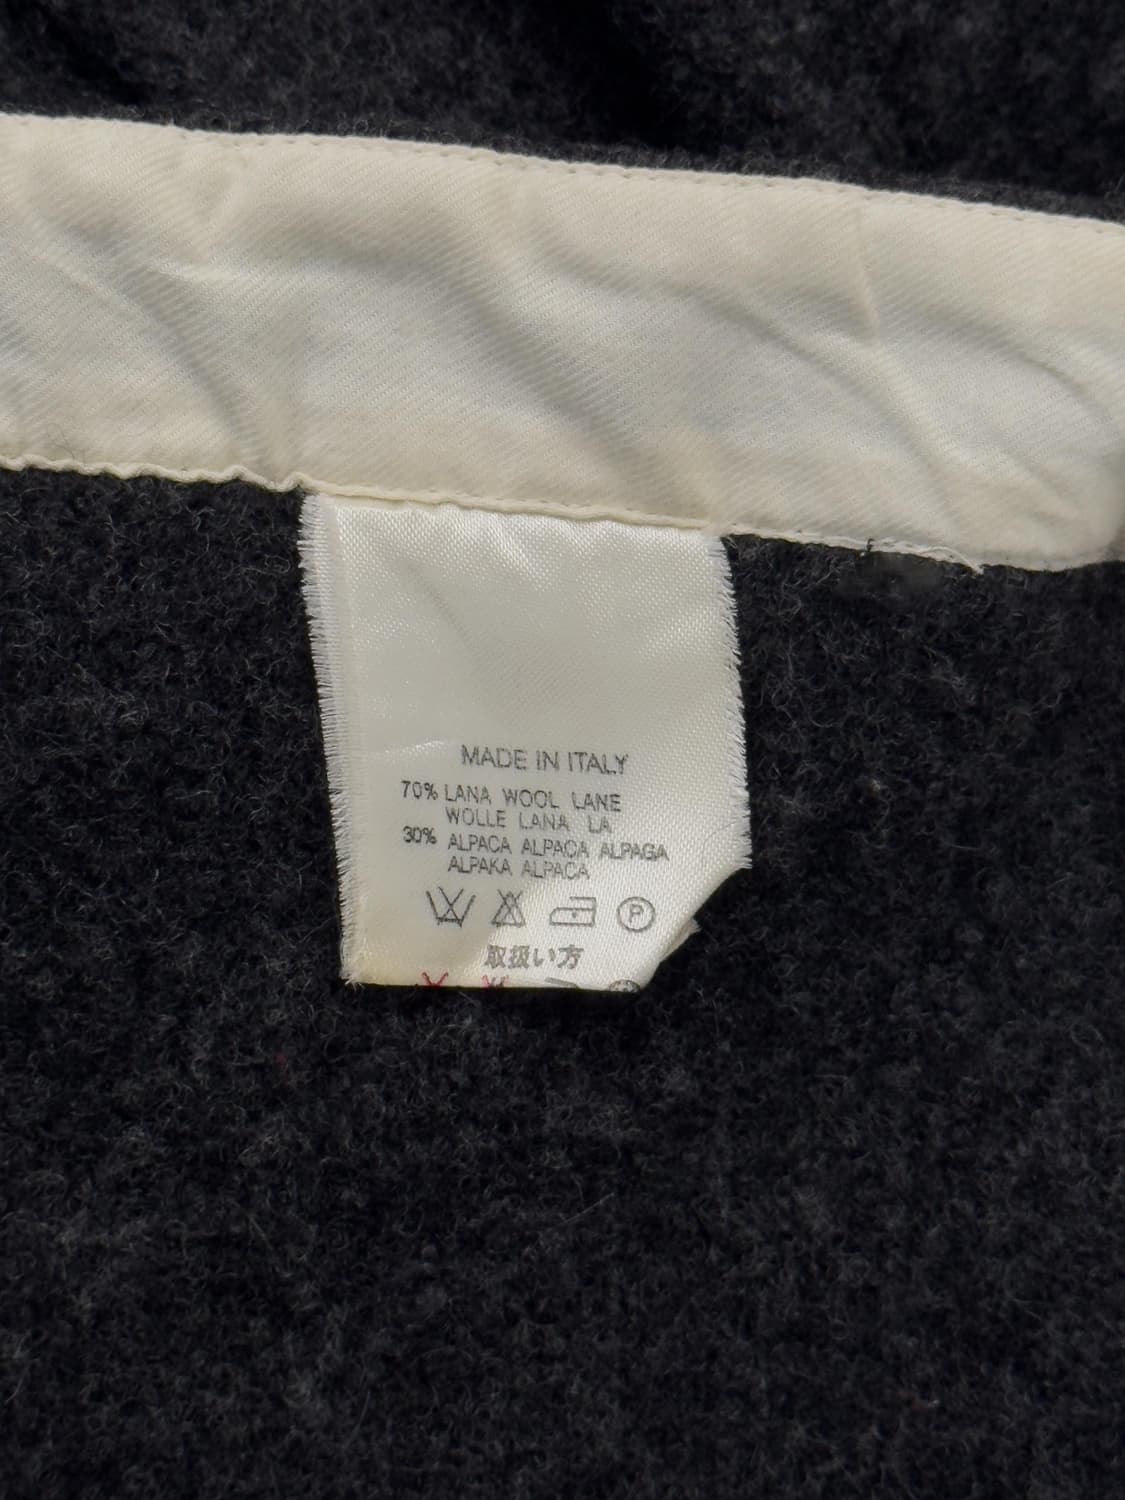 MADE IN ITALY
70% LANA WOOL LANE
WOLLE LANA LA
30% ALPACA ALPACA ALPAGA
ALPAKA ALPACA
P
取扱い方